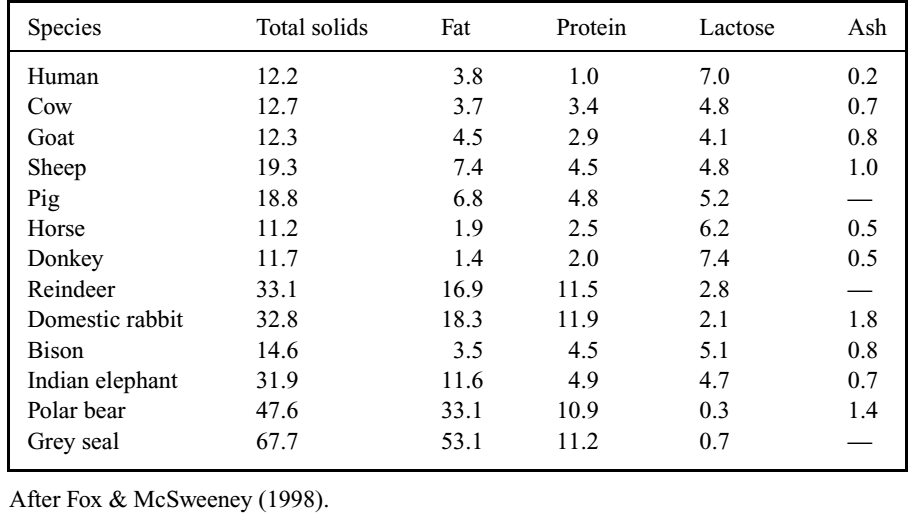 Species Total solids Fat Protein Lactose Ash
Human 12.2 3.8 1.0 7.0 0.2
Cow 12.7 3.7 3.4 4.8 0.7
Goat 12.3 4.5 2.9 4.1 0.8
Sheep 19.3 7.4 4.5 4.8 1.0
Pig 18.8 6.8 4.8 5.2 —
Horse 11.2 1.9 2.5 6.2 0.5
Donkey 11.7 1.4 2.0 7.4 0.5
Reindeer 33.1 16.9 11.5 2.8 —
Domestic rabbit 32.8 18.3 11.9 2.1 1.8
Bison 14.6 3.5 4.5 5.1 0.8
Indian elephant 31.9 11.6 4.9 4.7 0.7
Polar bear 47.6 33.1 10.9 0.3 1.4
Grey seal 67.7 53.1 11.2 0.7 —
After Fox & McSweeney (1998).